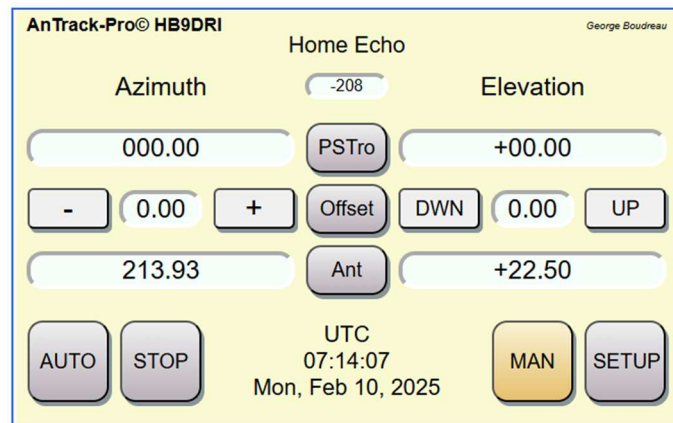 AnTrack-Pro© HB9DRI
George Boudreau
Home Echo
Azimuth -208 Elevation
000.00 PSTro +00.00
- 0.00 + Offset DWN 0.00 UP
213.93 Ant +22.50
AUTO STOP MAN SETUP
UTC
07:14:07
Mon, Feb 10, 2025